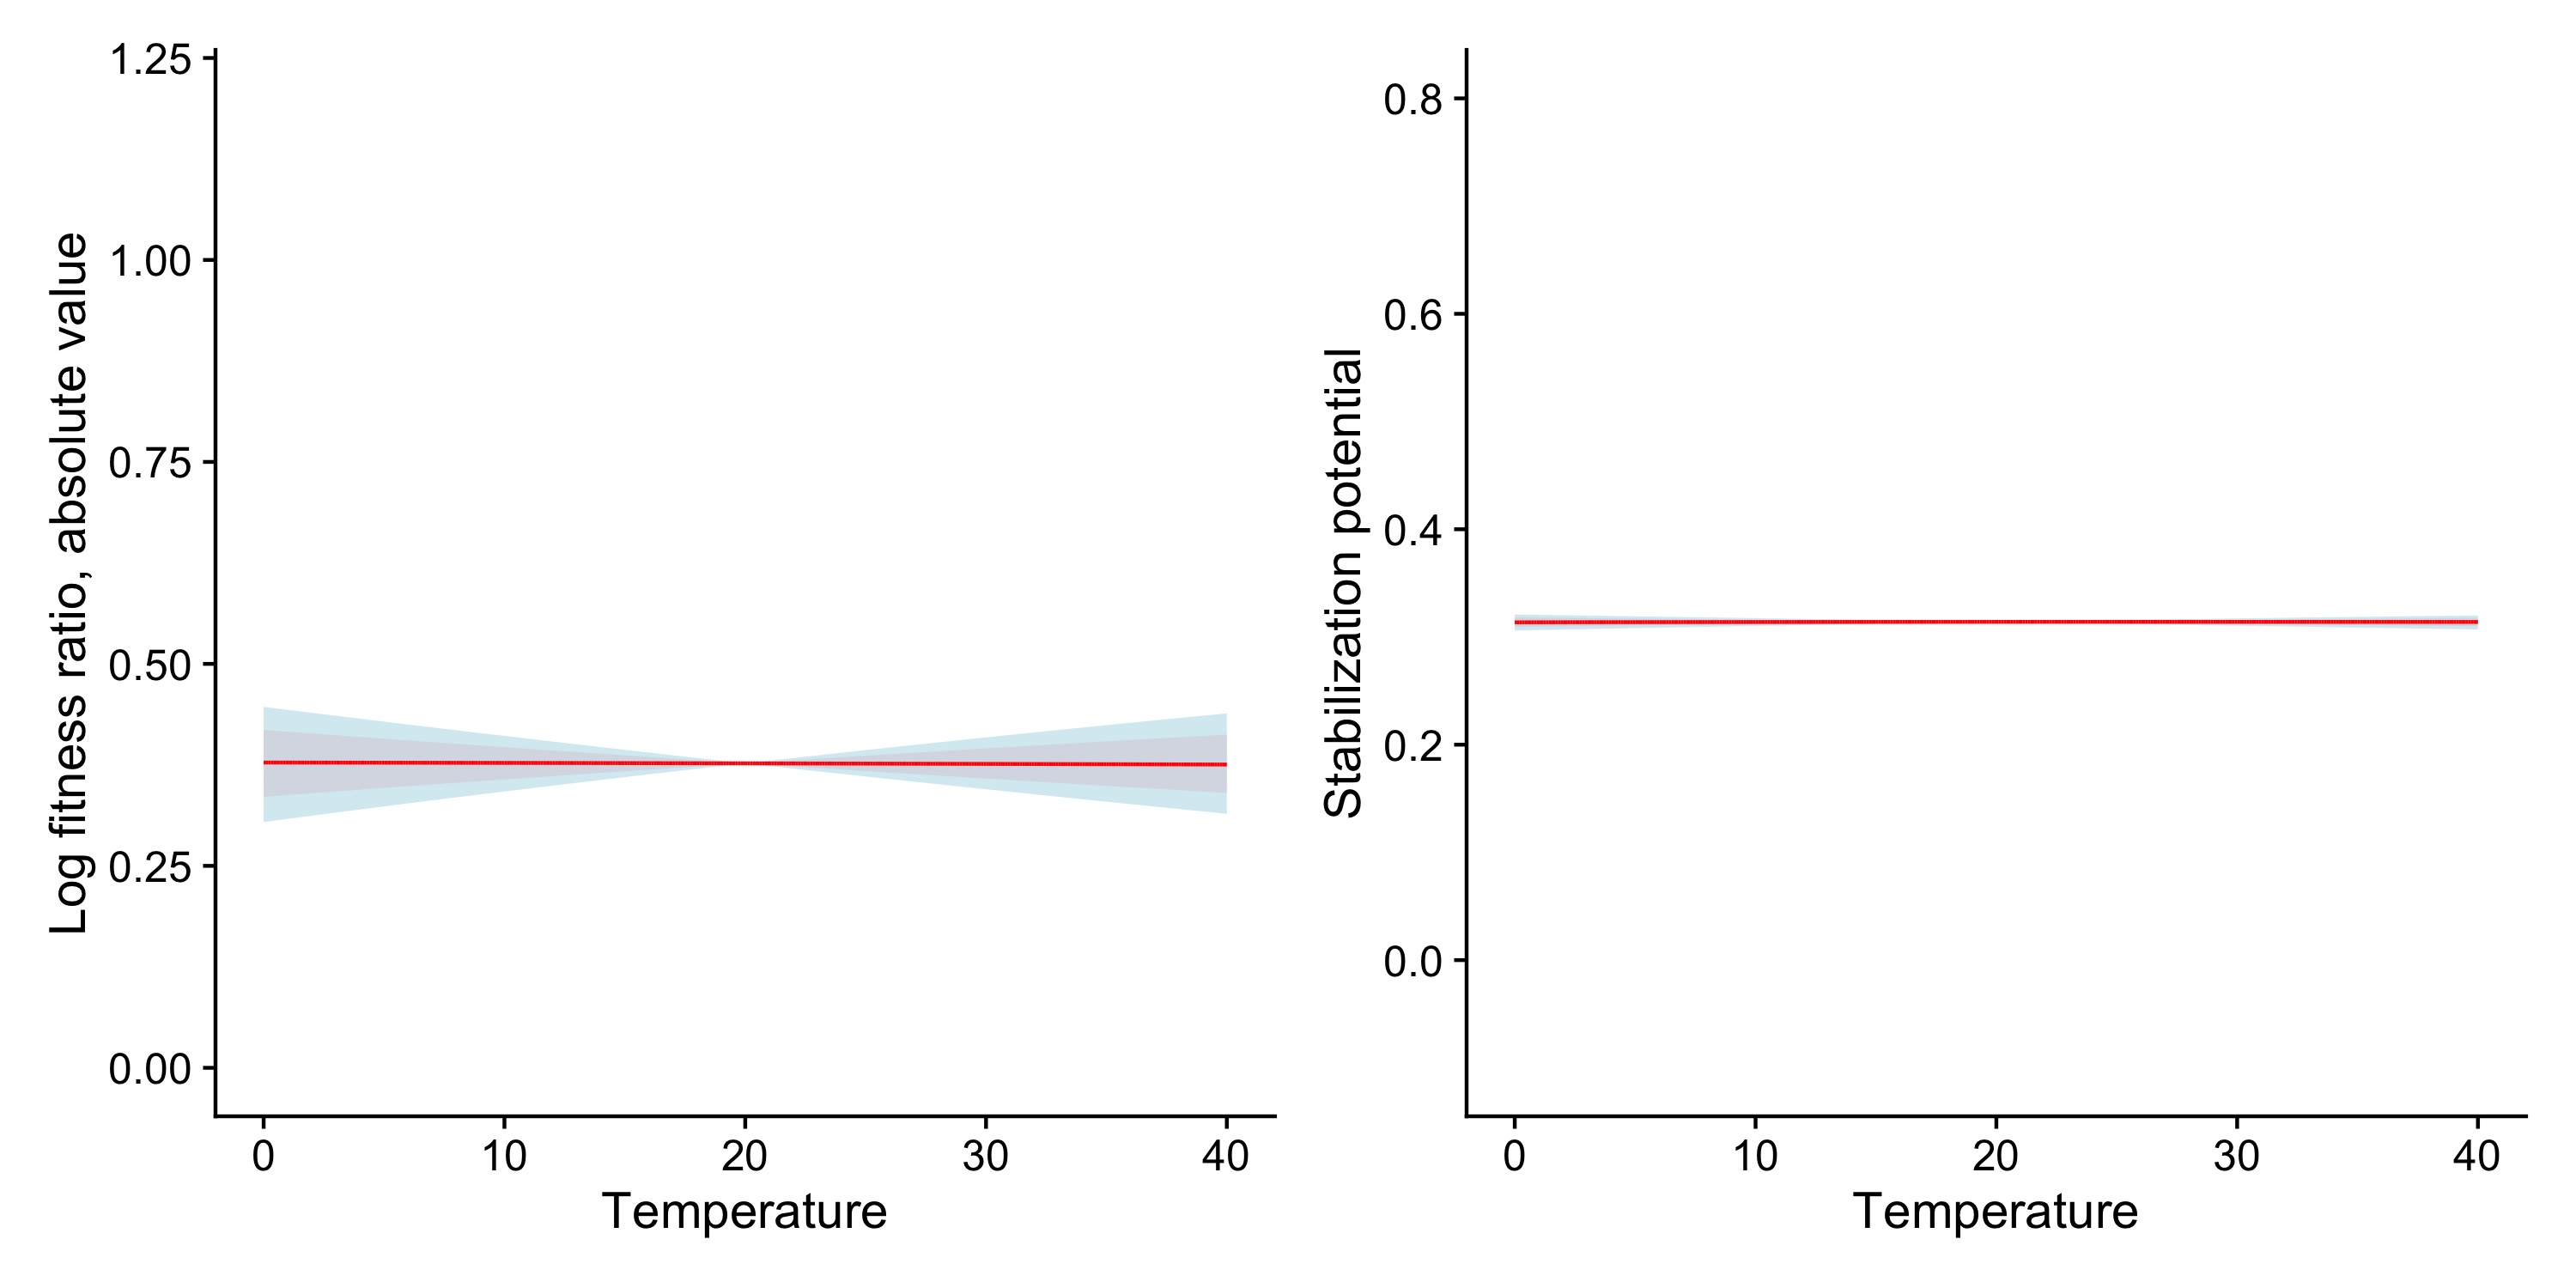 Log fitness ratio, absolute value
1.25
1.00
0.75
0.50
0.25
0.00
0 10 20 30 40
Temperature
Stabilization potential
0.8
0.6
0.4
0.2
0.0
0 10 20 30 40
Temperature